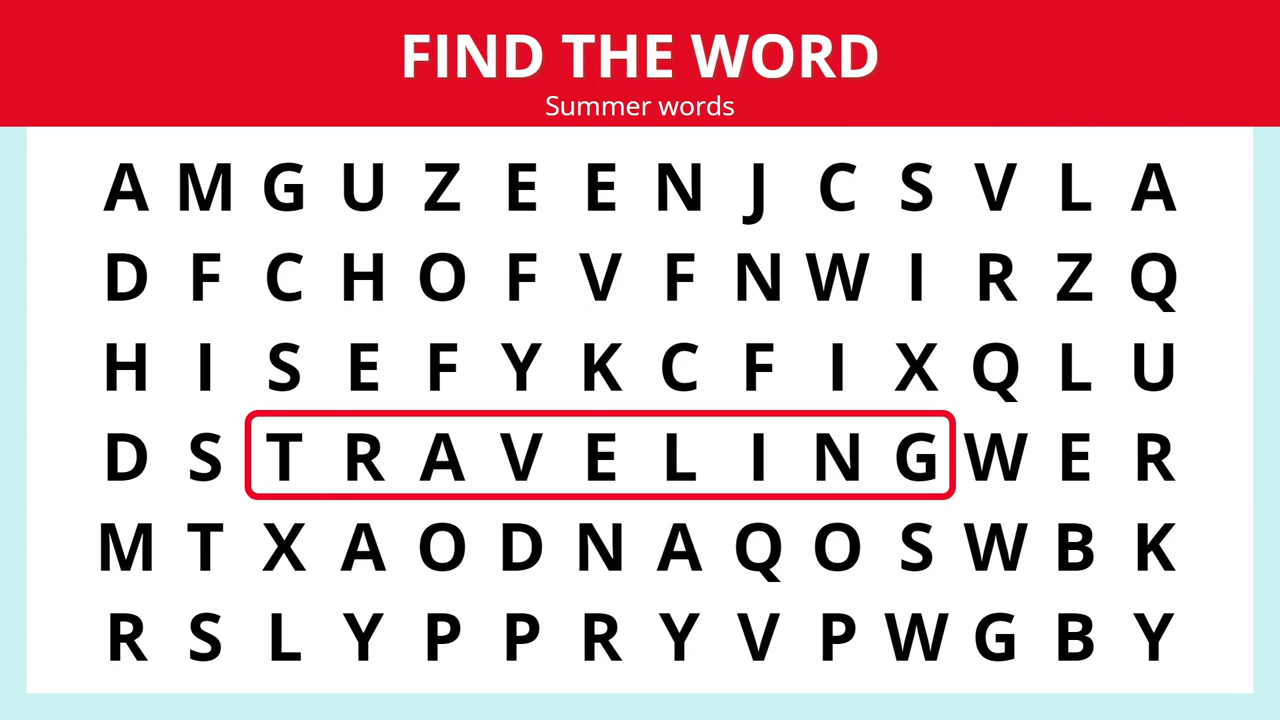 FIND THE WORD
Summer words
A M G U Z E E N J C S V L A
D F C H O F V F N W I R Z Q
H I S E F Y K C F I X Q L U
D S T R A V E L I N G W E R
M T X A O D N A Q O S W B K
R S L Y P P R Y V P W G B Y